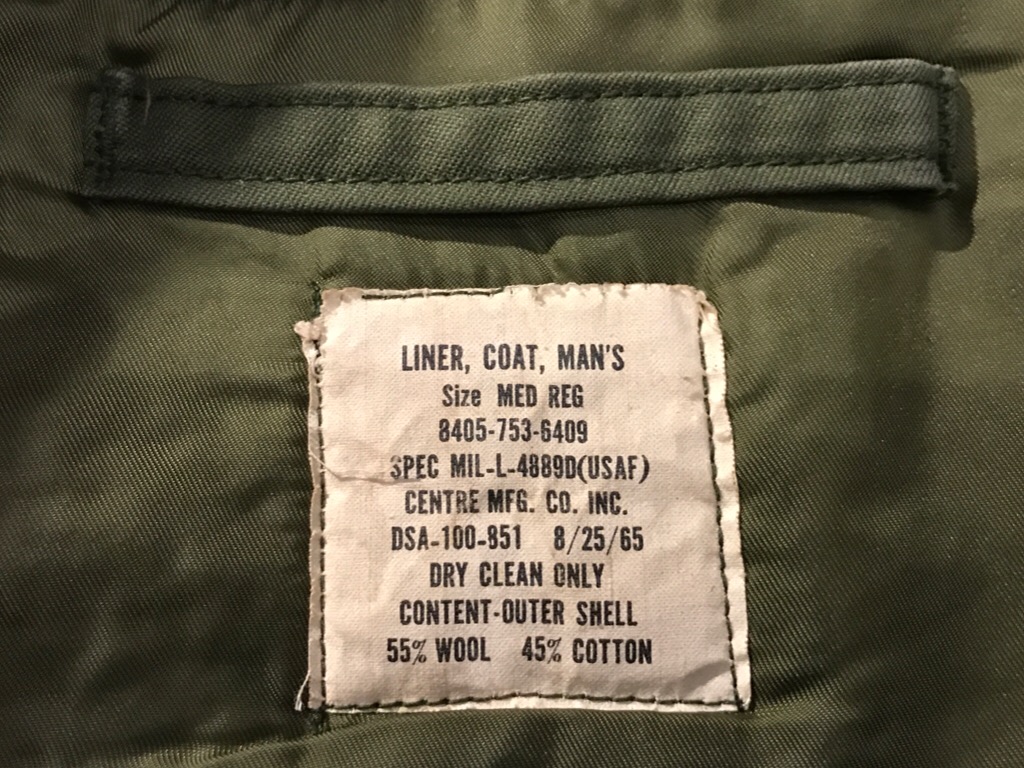 LINER, COAT, MAN'S
Size MED REG
8405-753-6409
SPEC MIL-L-4889D(USAF)
CENTRE MFG. CO. INC.
DSA-100-851 8/25/65
DRY CLEAN ONLY
CONTENT-OUTER SHELL
55% WOOL 45% COTTON